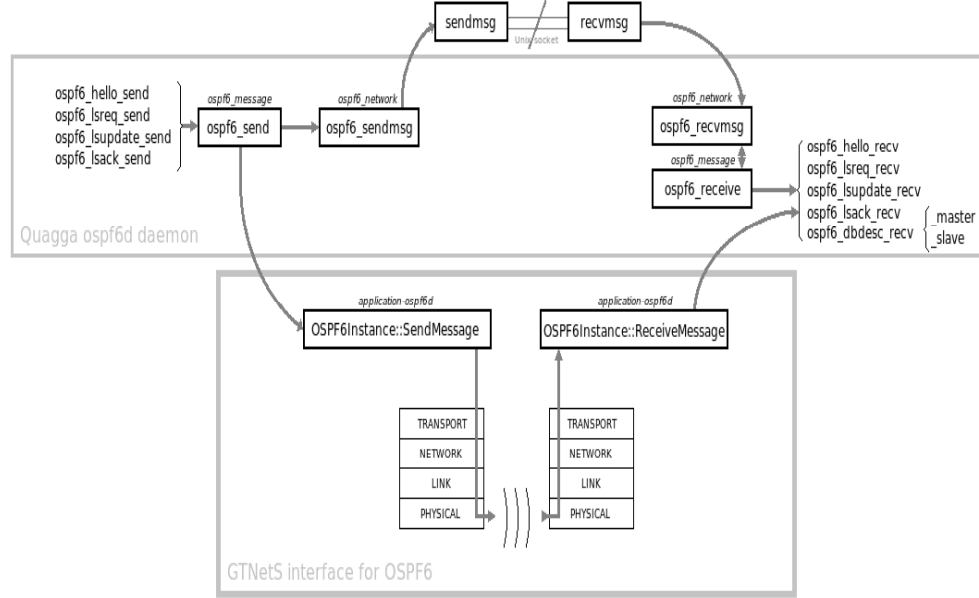 sendmsg
recvmsg
Unix socket
ospf6_hello_send
ospf6_lsreq_send
ospf6_lsupdate_send
ospf6_lsack_send
ospf6_message
ospf6_send
ospf6_network
ospf6_sendmsg
ospf6_network
ospf6_recvmsg
ospf6_message
ospf6_receive
ospf6_hello_recv
ospf6_lsreq_recv
ospf6_lsupdate_recv
ospf6_lsack_recv
ospf6_dbdesc_recv
_master
_slave
Quagga ospf6d daemon
application-ospf6d
OSPF6Instance::SendMessage
application-ospf6d
OSPF6Instance::ReceiveMessage
TRANSPORT
NETWORK
LINK
PHYSICAL
TRANSPORT
NETWORK
LINK
PHYSICAL
GTNetS interface for OSPF6